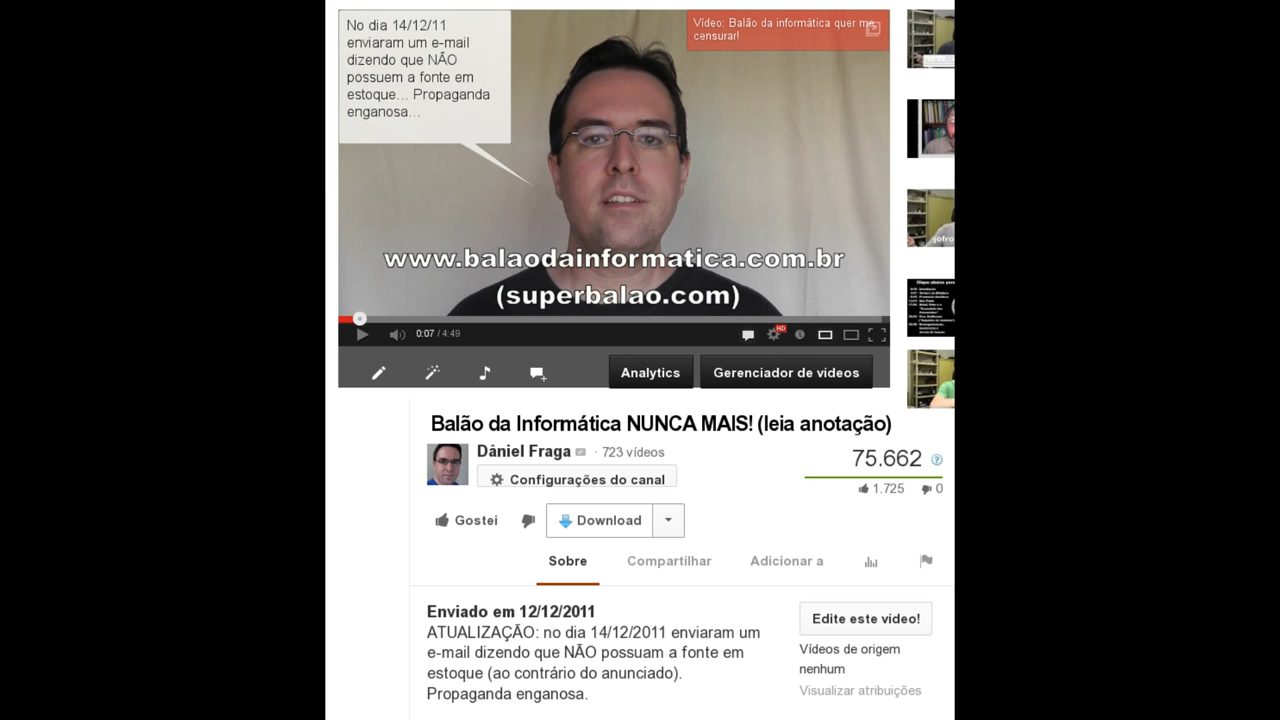 No dia 14/12/11
enviaram um e-mail
dizendo que NÃO
possuem a fonte em
estoque... Propaganda
enganosa...
Vídeo: Balão da informática quer me
censurar!
www.balaodainformatica.com.br
(superbalao.com)
0:07 / 4:49
HD
Analytics
Gerenciador de vídeos
jofro
Balão da Informática NUNCA MAIS! (leia anotação)
Dâniel Fraga · 723 vídeos
Configurações do canal
75.662
1.725 0
Gostei
Download
Sobre Compartilhar Adicionar a
Enviado em 12/12/2011
ATUALIZAÇÃO: no dia 14/12/2011 enviaram um
e-mail dizendo que NÃO possuam a fonte em
estoque (ao contrário do anunciado).
Propaganda enganosa.
Edite este vídeo!
Vídeos de origem
nenhum
Visualizar atribuições